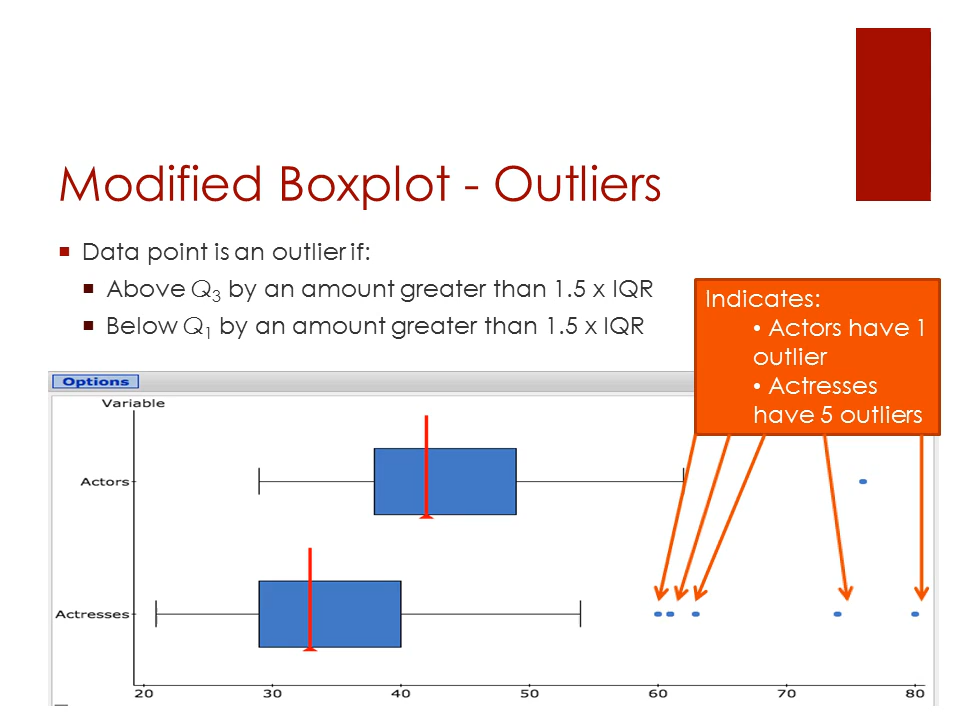 Modified Boxplot - Outliers
▪ Data point is an outlier if:
▪ Above Q3 by an amount greater than 1.5 x IQR
▪ Below Q1 by an amount greater than 1.5 x IQR
Indicates:
• Actors have 1
outlier
• Actresses
have 5 outliers
Options
Variable
Actors
Actresses
20 30 40 50 60 70 80